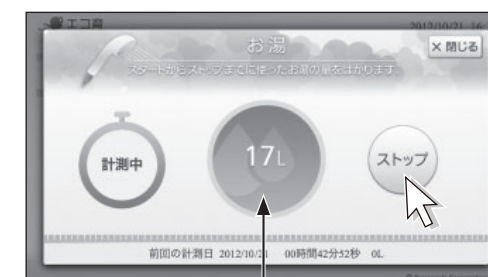 エコ窓 2012/10/21 16:
お湯
× 閉じる
スタートからストップまでに使ったお湯の量をはかります。
計測中
17L
ストップ
前回の計測日 2012/10/21 00時間42分52秒 0L